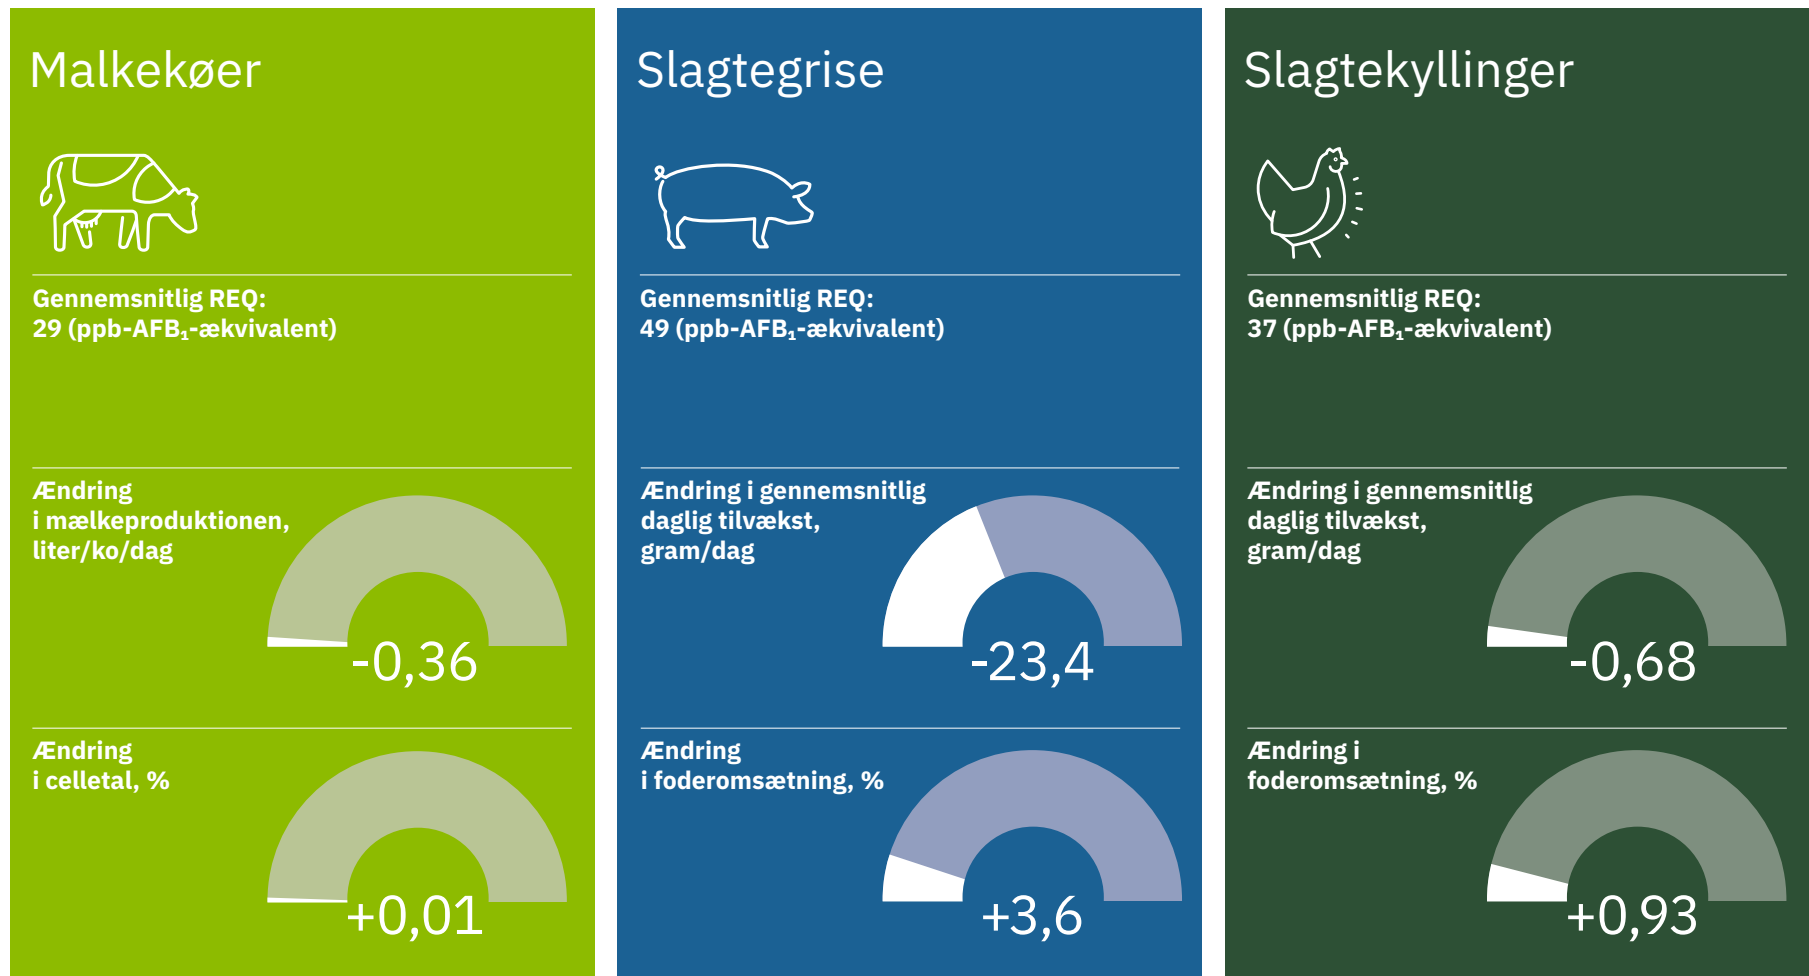 Malkekøer
Gennemsnitlig REQ:
29 (ppb-AFB₁-ækvivalent)
Ændring
i mælkeproduktionen,
liter/ko/dag
-0,36
Ændring
i celletal, %
+0,01
Slagtegrise
Gennemsnitlig REQ:
49 (ppb-AFB₁-ækvivalent)
Ændring i gennemsnitlig
daglig tilvækst,
gram/dag
-23,4
Ændring
i foderomsætning, %
+3,6
Slagtekyllinger
Gennemsnitlig REQ:
37 (ppb-AFB₁-ækvivalent)
Ændring i gennemsnitlig
daglig tilvækst,
gram/dag
-0,68
Ændring i
foderomsætning, %
+0,93